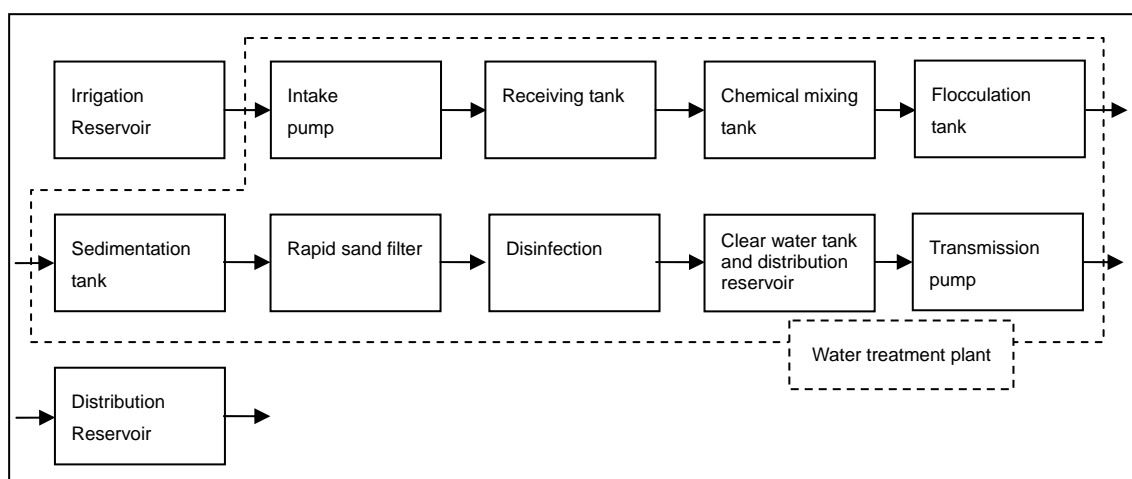 Irrigation
Reservoir
Intake
pump
Receiving tank
Chemical mixing
tank
Flocculation
tank
Sedimentation
tank
Rapid sand filter
Disinfection
Clear water tank
and distribution
reservoir
Transmission
pump
Water treatment plant
Distribution
Reservoir